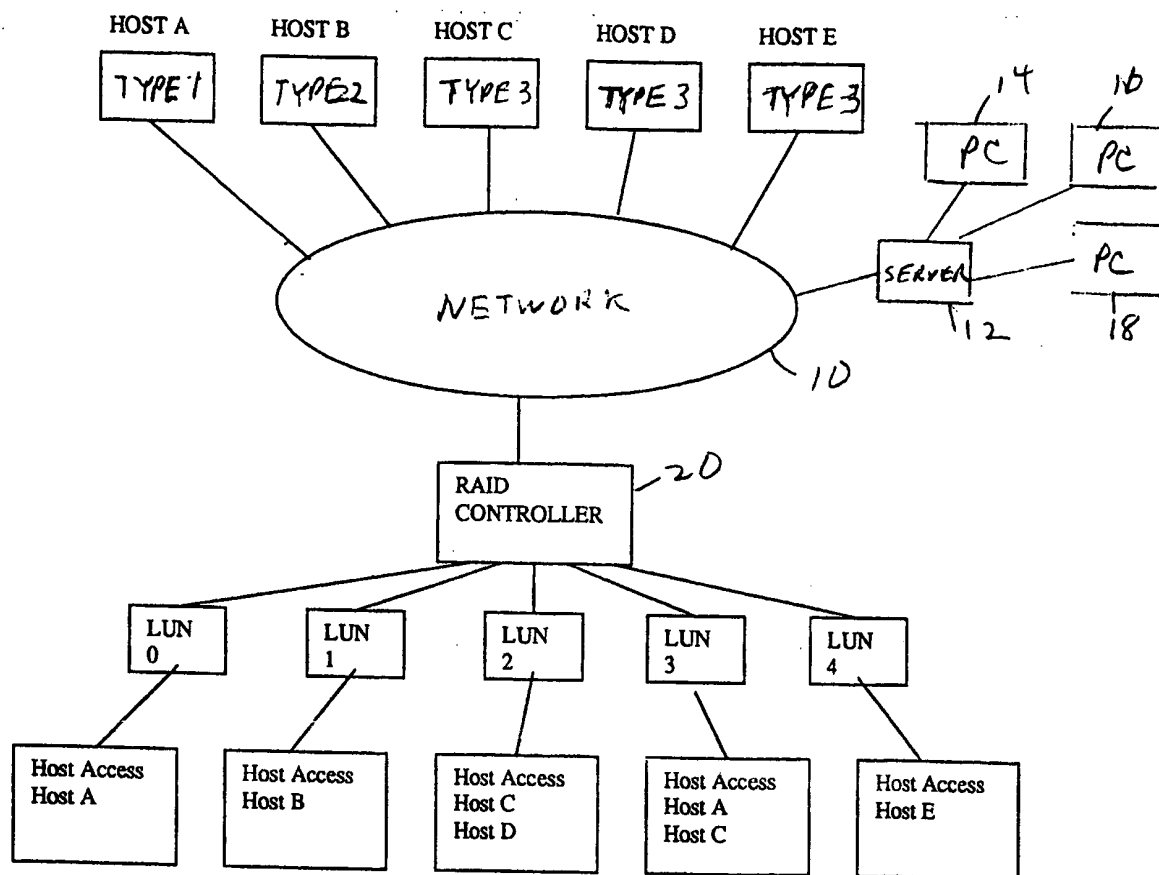 HOST A HOST B HOST C HOST D HOST E
TYPE 1 TYPE 22 TYPE 3 TYPE 3 TYPE 3
14 16
PC PC
SERVER PC
12 18
NETWORK
10
RAID
CONTROLLER
20
LUN
0
LUN
1
LUN
2
LUN
3
LUN
4
Host Access
Host A
Host Access
Host B
Host Access
Host C
Host D
Host Access
Host A
Host C
Host Access
Host E